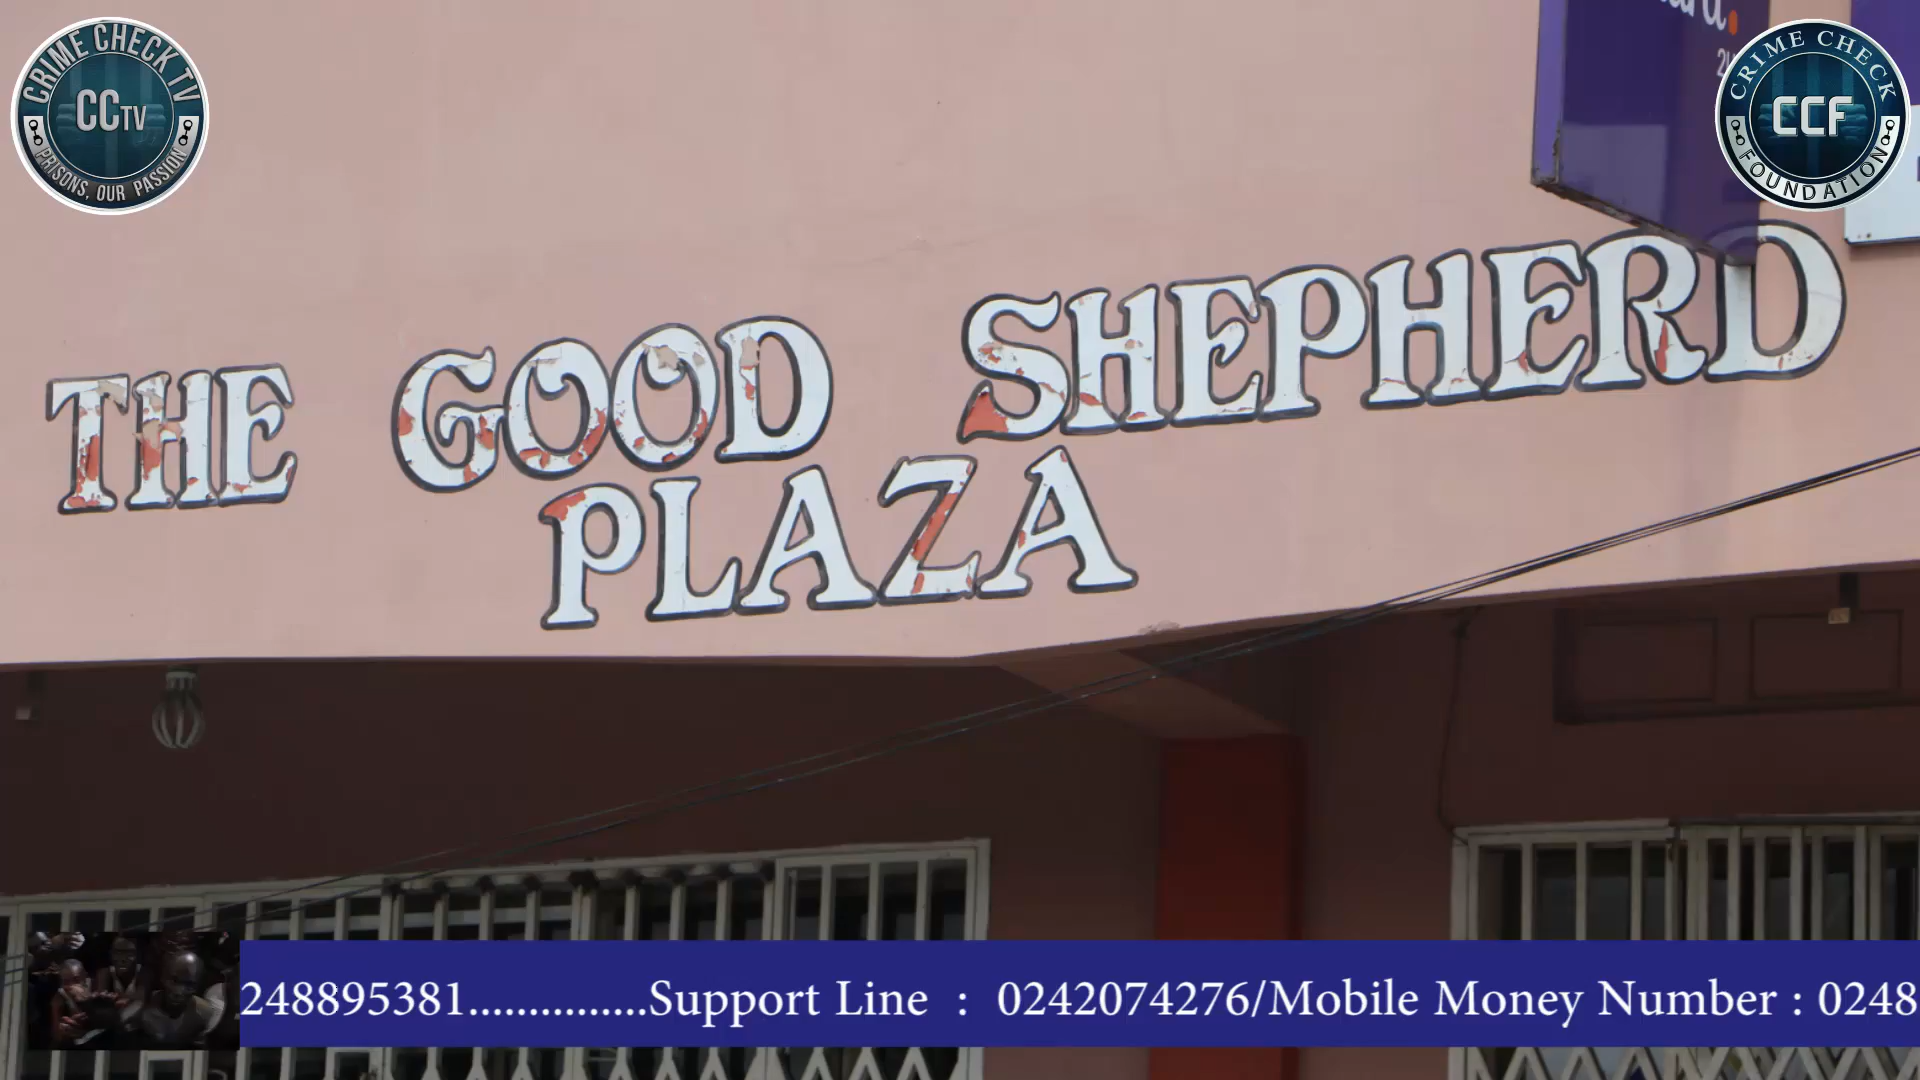 CRIME CHECK TV
CCTV
PRISONS, OUR PASSION
CRIME CHECK
CCF
FOUNDATION
THE GOOD SHEPHERD
PLAZA
248895381...............Support Line : 0242074276/Mobile Money Number : 0248